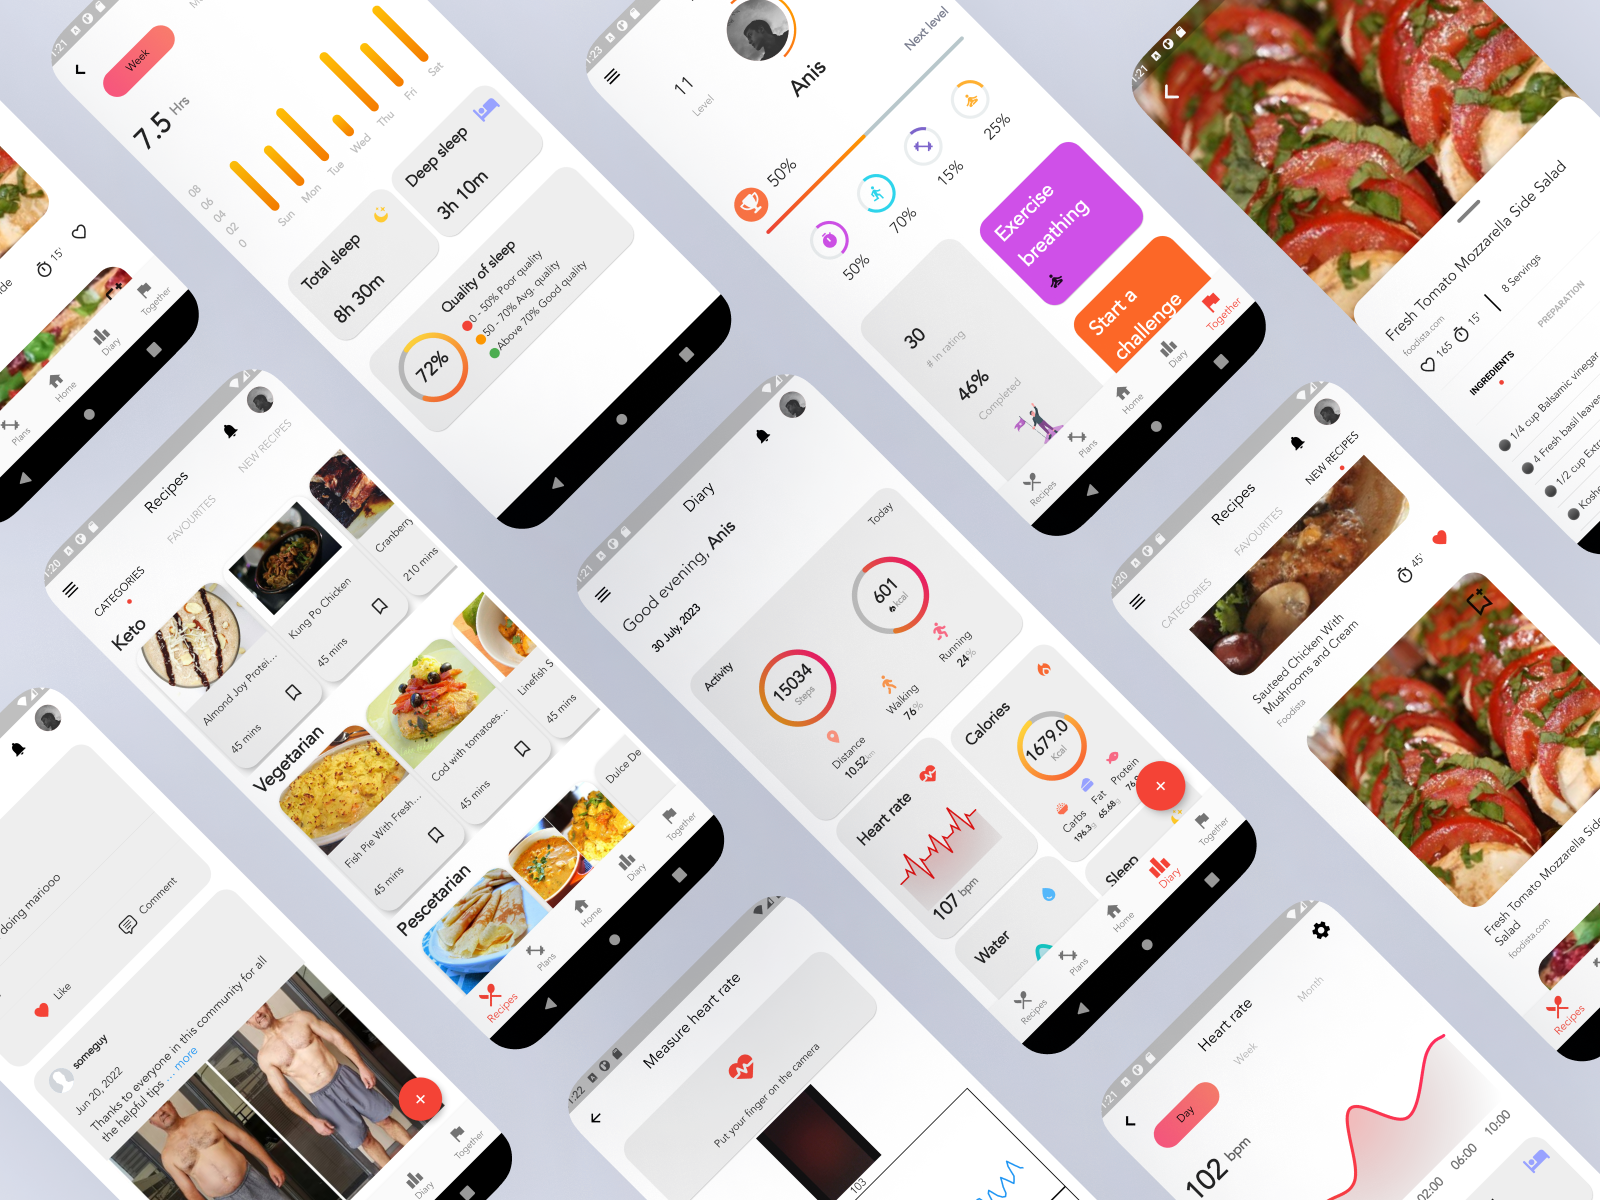 1:21
Week
7.5 Hrs
08
06
04
02
0
Sun
Mon
Tue
Wed
Thu
Fri
Sat
Total sleep
8h 30m
Deep sleep
3h 10m
Quality of sleep
72%
0 - 50% Poor quality
50 - 70% Avg. quality
Above 70% Good quality
15'
Plans
Home
Diary
Together
1:23
11
Level
Anis
Next level
50%
50%
70%
15%
25%
Exercise
breathing
Start a
challenge
30
# In rating
46%
Completed
Recipes
Plans
Home
Diary
Together
1:21
Fresh Tomato Mozzarella Side Salad
foodista.com
165
15'
8 Servings
INGREDIENTS
PREPARATION
1/4 cup Balsamic vinegar
4 Fresh basil leaves
1/2 cup
1:20
Recipes
CATEGORIES
FAVOURITES
NEW RECIPES
Keto
Almond Joy Protei...
45 mins
Kung Po Chicken
45 mins
Cranberry
210 mins
Vegetarian
Fish Pie With Fresh...
45 mins
Cod with tomatoes...
45 mins
Linefish S
45 mins
Pescetarian
Dulce De
Recipes
Plans
Home
Diary
Together
1:21
Diary
Good evening, Anis
30 July, 2023
Activity
Today
15034
Steps
601
kcal
Distance
10.52
Walking
76%
Running
24%
Heart rate
107 bpm
Calories
1679.0
Kcal
Carbs
196.3
Fat
65.68
Protein
Water
Sleep
Recipes
Plans
Home
Diary
Together
1:20
Recipes
CATEGORIES
FAVOURITES
NEW RECIPES
45'
Sauteed Chicken With
Mushrooms and Cream
Foodista
Fresh Tomato Mozzarella Side
Salad
foodista.com
Recipes
doing mariooo
Like
Comment
someguy
Jun 20, 2022
Thanks to everyone in this community for all
the helpful tips ... more
Diary
Together
1:22
Measure heart rate
Put your finger on the camera
103
1:21
Heart rate
Day
Week
Month
102 bpm
02:00
06:00
10:00